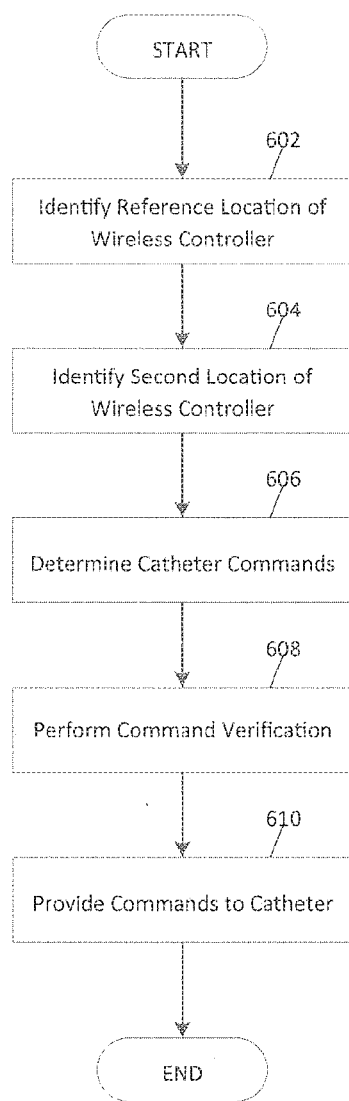 START
602
Identify Reference Location of
Wireless Controller
604
Identify Second Location of
Wireless Controller
606
Determine Catheter Commands
608
Perform Command Verification
610
Provide Commands to Catheter
END